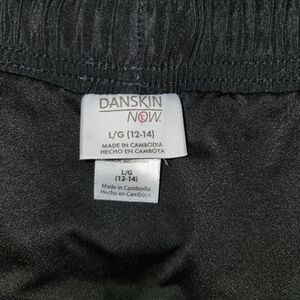 DANSKIN
NOW.
L/G (12-14)
MADE IN CAMBODIA
HECHO EN CAMBOYA
L/G
(12-14)
Made in Cambodia
Hecho en Camboya